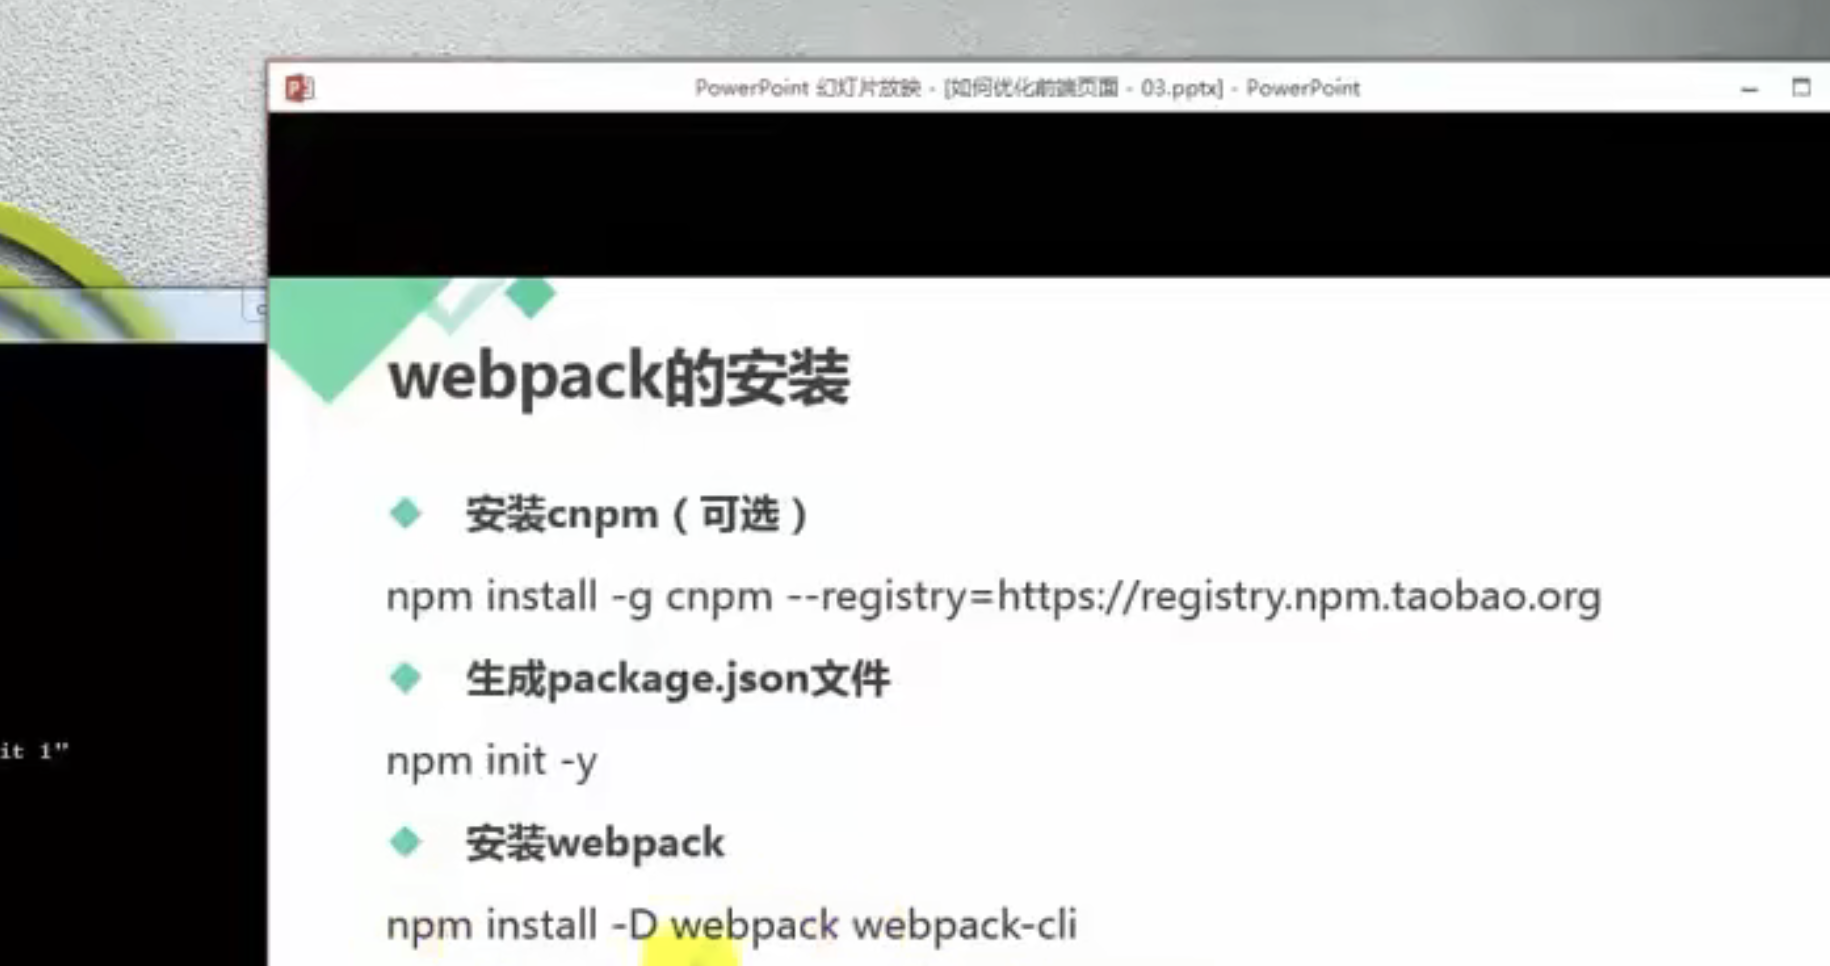 PowerPoint 幻灯片放映 - [如何优化前端页面 - 03.pptx] - PowerPoint
webpack的安装
安装cnpm（可选）
npm install -g cnpm --registry=https://registry.npm.taobao.org
生成package.json文件
it 1"
npm init -y
安装webpack
npm install -D webpack webpack-cli